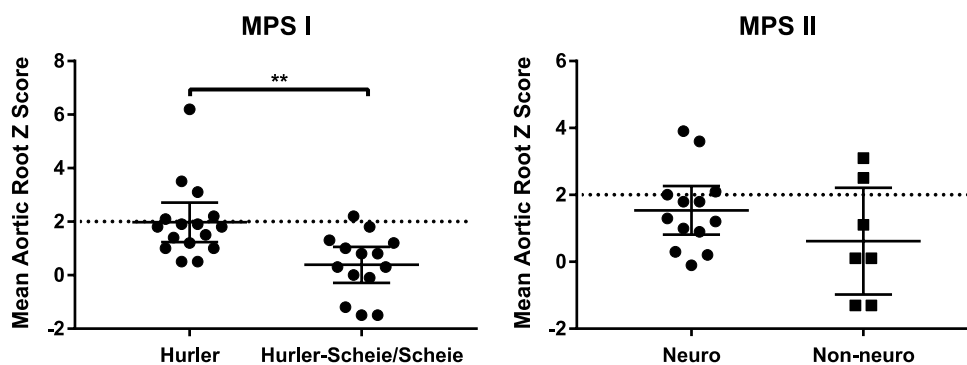 MPS I
Mean Aortic Root Z Score
8
6
4
2
0
-2
**
Hurler
Hurler-Scheie/Scheie
MPS II
Mean Aortic Root Z Score
6
4
2
0
-2
Neuro
Non-neuro